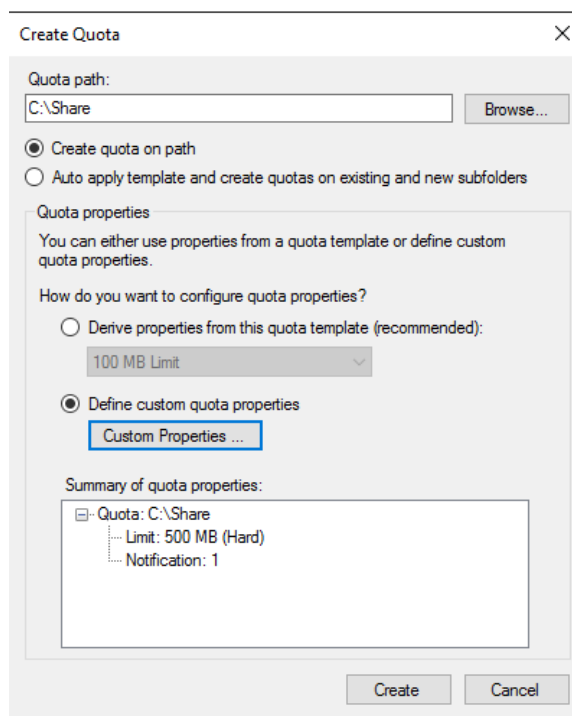 Create Quota
Quota path:
C:\Share
Browse...
Create quota on path
Auto apply template and create quotas on existing and new subfolders
Quota properties
You can either use properties from a quota template or define custom
quota properties.
How do you want to configure quota properties?
Derive properties from this quota template (recommended):
100 MB Limit
Define custom quota properties
Custom Properties ...
Summary of quota properties:
Quota: C:\Share
Limit: 500 MB (Hard)
Notification: 1
Create
Cancel